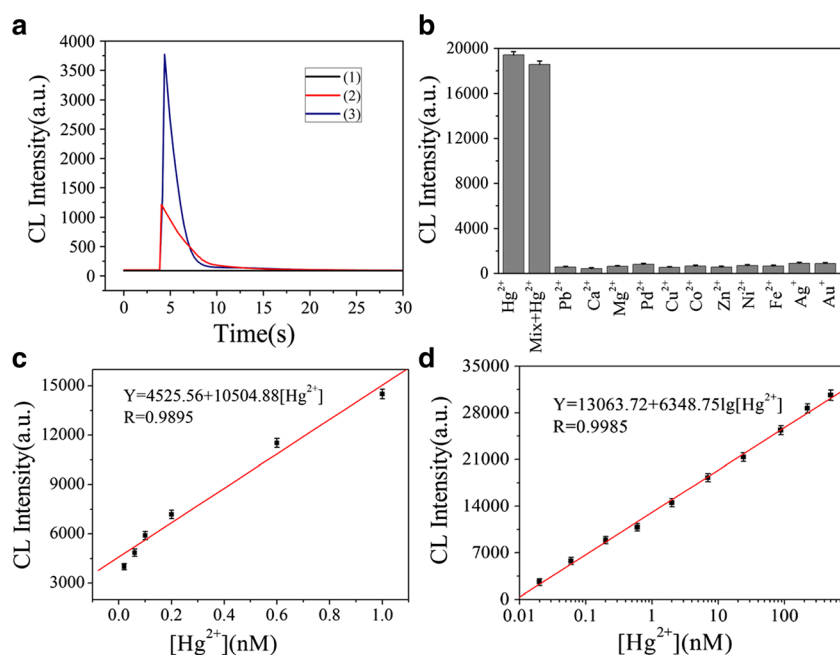 a
4000
3500
3000
2500
2000
1500
1000
500
0
CL Intensity(a.u.)
0 5 10 15 20 25 30
Time(s)
(1)
(2)
(3)
b
20000
16000
12000
8000
4000
0
CL Intensity(a.u.)
Hg²⁺
Mix+Hg²⁺
Pb²⁺
Ca²⁺
Mg²⁺
Pd²⁺
Cu²⁺
Co²⁺
Zn²⁺
Ni²⁺
Fe²⁺
Ag⁺
Au⁺
c
15000
12000
9000
6000
3000
CL Intensity(a.u.)
Y=4525.56+10504.88[Hg²⁺]
R=0.9895
0.0 0.2 0.4 0.6 0.8 1.0
[Hg²⁺](nM)
d
35000
28000
21000
14000
7000
0
CL Intensity(a.u.)
Y=13063.72+6348.75lg[Hg²⁺]
R=0.9985
0.01 0.1 1 10 100
[Hg²⁺](nM)